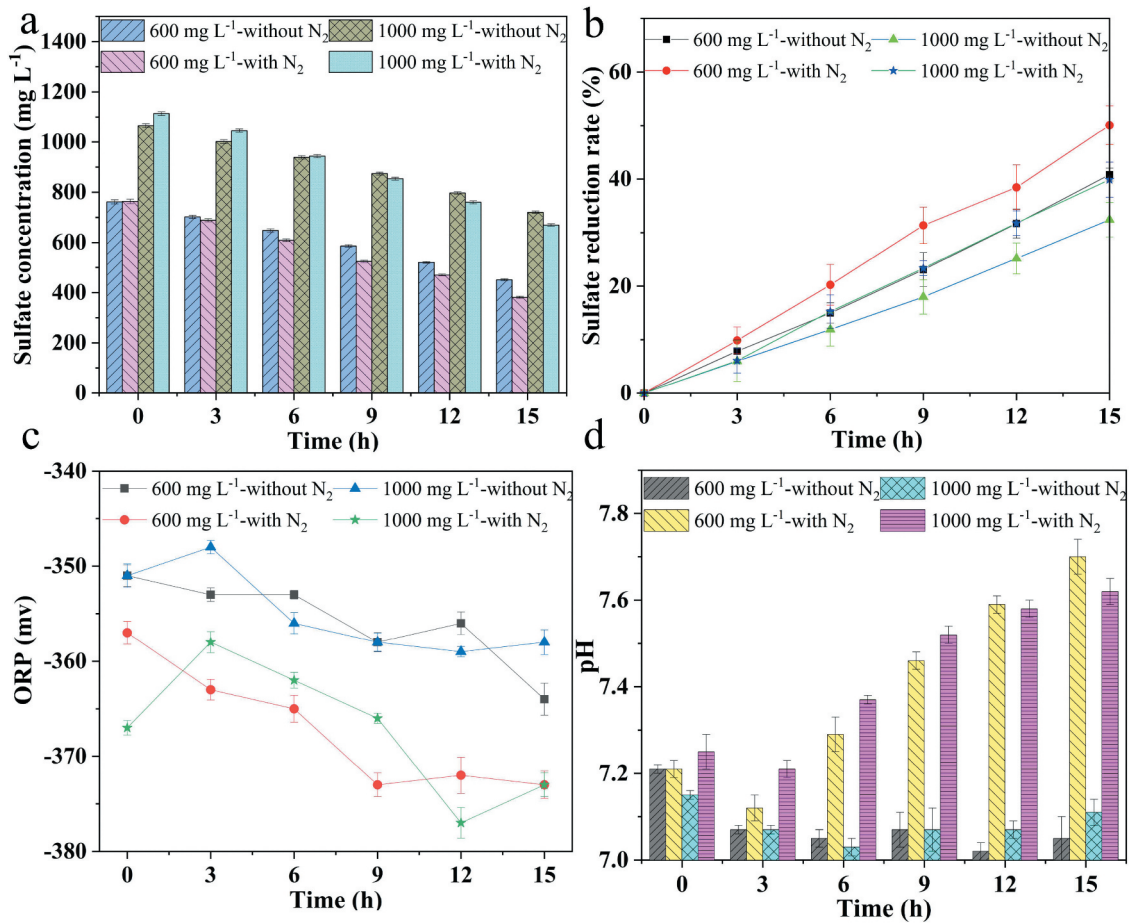 a
600 mg L⁻¹-without N₂
1000 mg L⁻¹-without N₂
600 mg L⁻¹-with N₂
1000 mg L⁻¹-with N₂
Sulfate concentration (mg L⁻¹)
1400
1200
1000
800
600
400
200
0
0 3 6 9 12 15
Time (h)
b
600 mg L⁻¹-without N₂
1000 mg L⁻¹-without N₂
600 mg L⁻¹-with N₂
1000 mg L⁻¹-with N₂
Sulfate reduction rate (%)
60
40
20
0
0 3 6 9 12 15
Time (h)
c
600 mg L⁻¹-without N₂
1000 mg L⁻¹-without N₂
600 mg L⁻¹-with N₂
1000 mg L⁻¹-with N₂
ORP (mv)
-340
-350
-360
-370
-380
0 3 6 9 12 15
Time (h)
d
600 mg L⁻¹-without N₂
1000 mg L⁻¹-without N₂
600 mg L⁻¹-with N₂
1000 mg L⁻¹-with N₂
pH
7.8
7.6
7.4
7.2
7.0
0 3 6 9 12 15
Time (h)